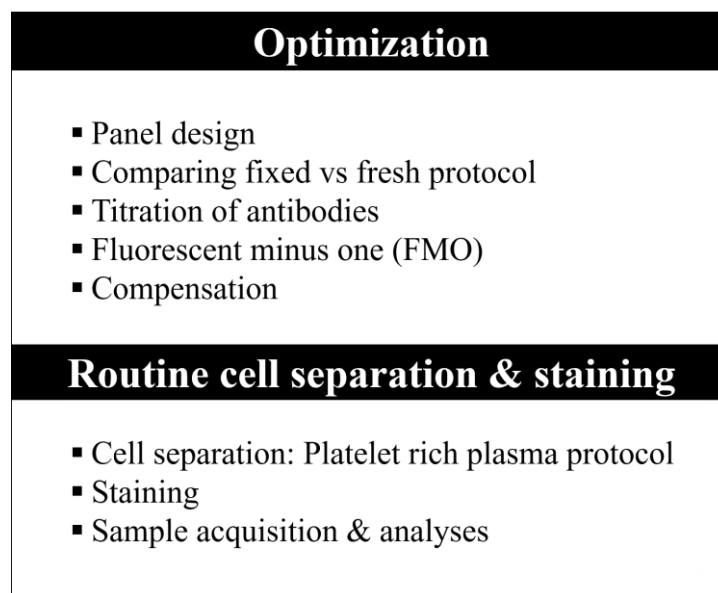 Optimization
▪ Panel design
▪ Comparing fixed vs fresh protocol
▪ Titration of antibodies
▪ Fluorescent minus one (FMO)
▪ Compensation
Routine cell separation & staining
▪ Cell separation: Platelet rich plasma protocol
▪ Staining
▪ Sample acquisition & analyses